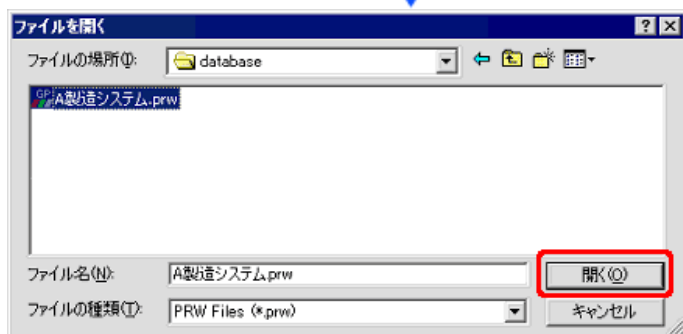 ファイルを開く
ファイルの場所(I): database
A製造システム.prw
ファイル名(N): A製造システム.prw 開く(O)
ファイルの種類(T): PRW Files (*.prw) キャンセル